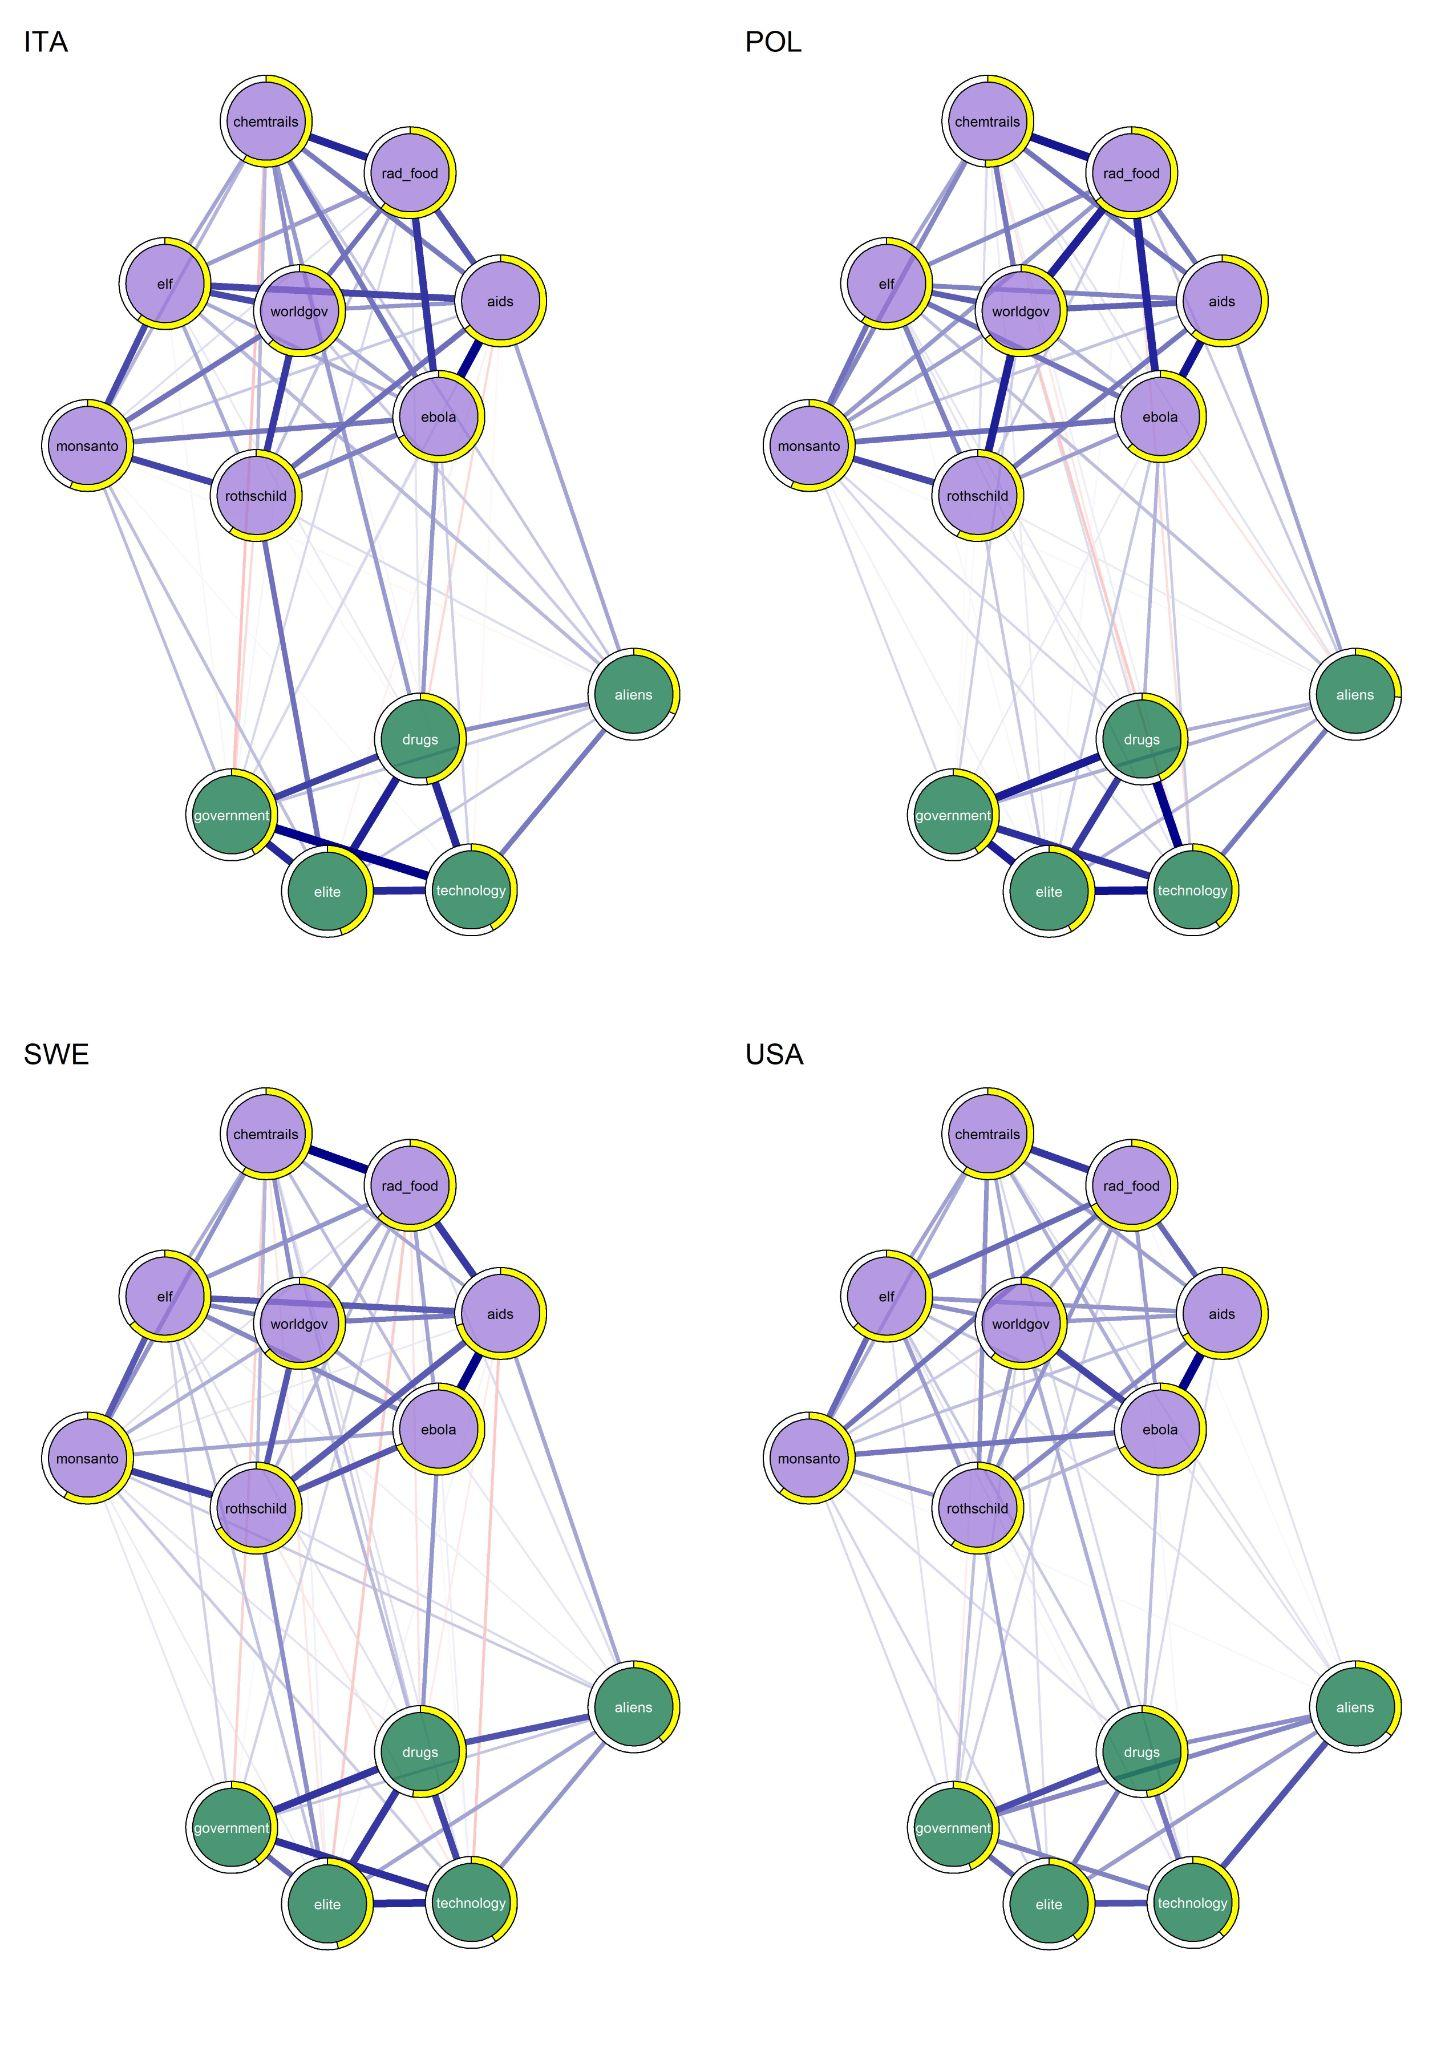 ITA
chemtrails
rad_food
elf
worldgov
aids
monsanto
ebola
rothschild
aliens
drugs
government
elite
technology
POL
chemtrails
rad_food
elf
worldgov
aids
monsanto
ebola
rothschild
aliens
drugs
government
elite
technology
SWE
chemtrails
rad_food
elf
worldgov
aids
monsanto
ebola
rothschild
aliens
drugs
government
elite
technology
USA
chemtrails
rad_food
elf
worldgov
aids
monsanto
ebola
rothschild
aliens
drugs
government
elite
technology